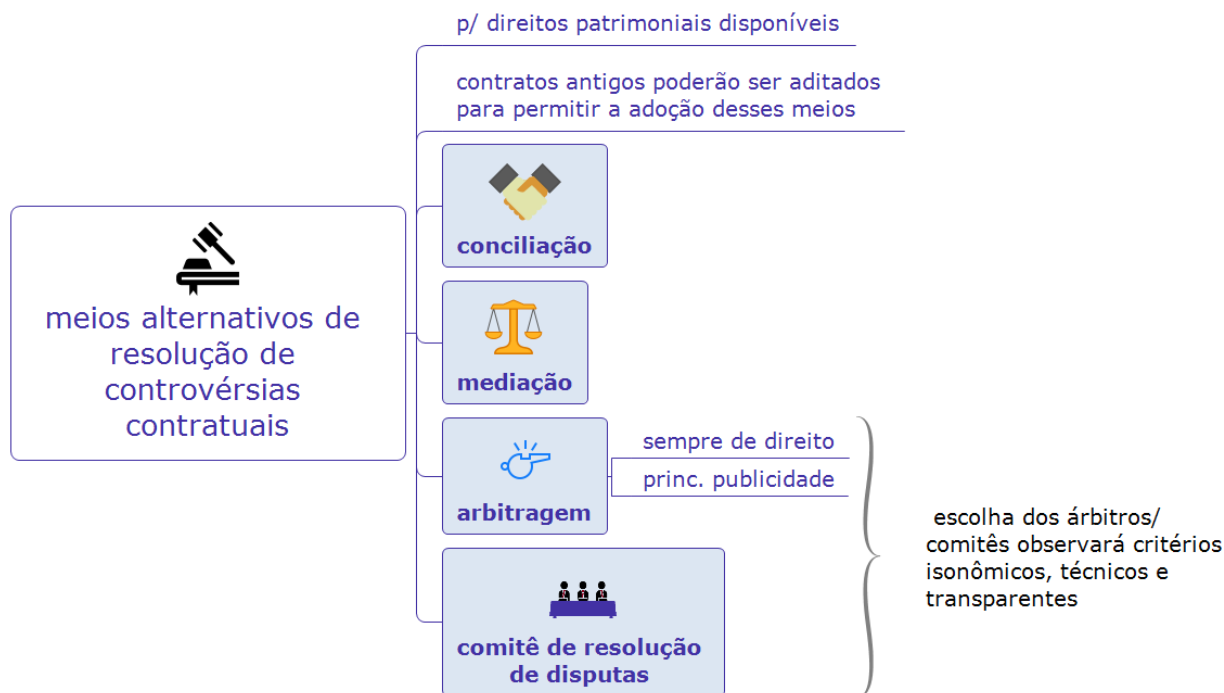 p/ direitos patrimoniais disponíveis
contratos antigos poderão ser aditados
para permitir a adoção desses meios
conciliação
meios alternativos de
resolução de
controvérsias
contratuais
mediação
arbitragem
sempre de direito
princ. publicidade
escolha dos árbitros/
comitês observará critérios
isonômicos, técnicos e
transparentes
comitê de resolução
de disputas